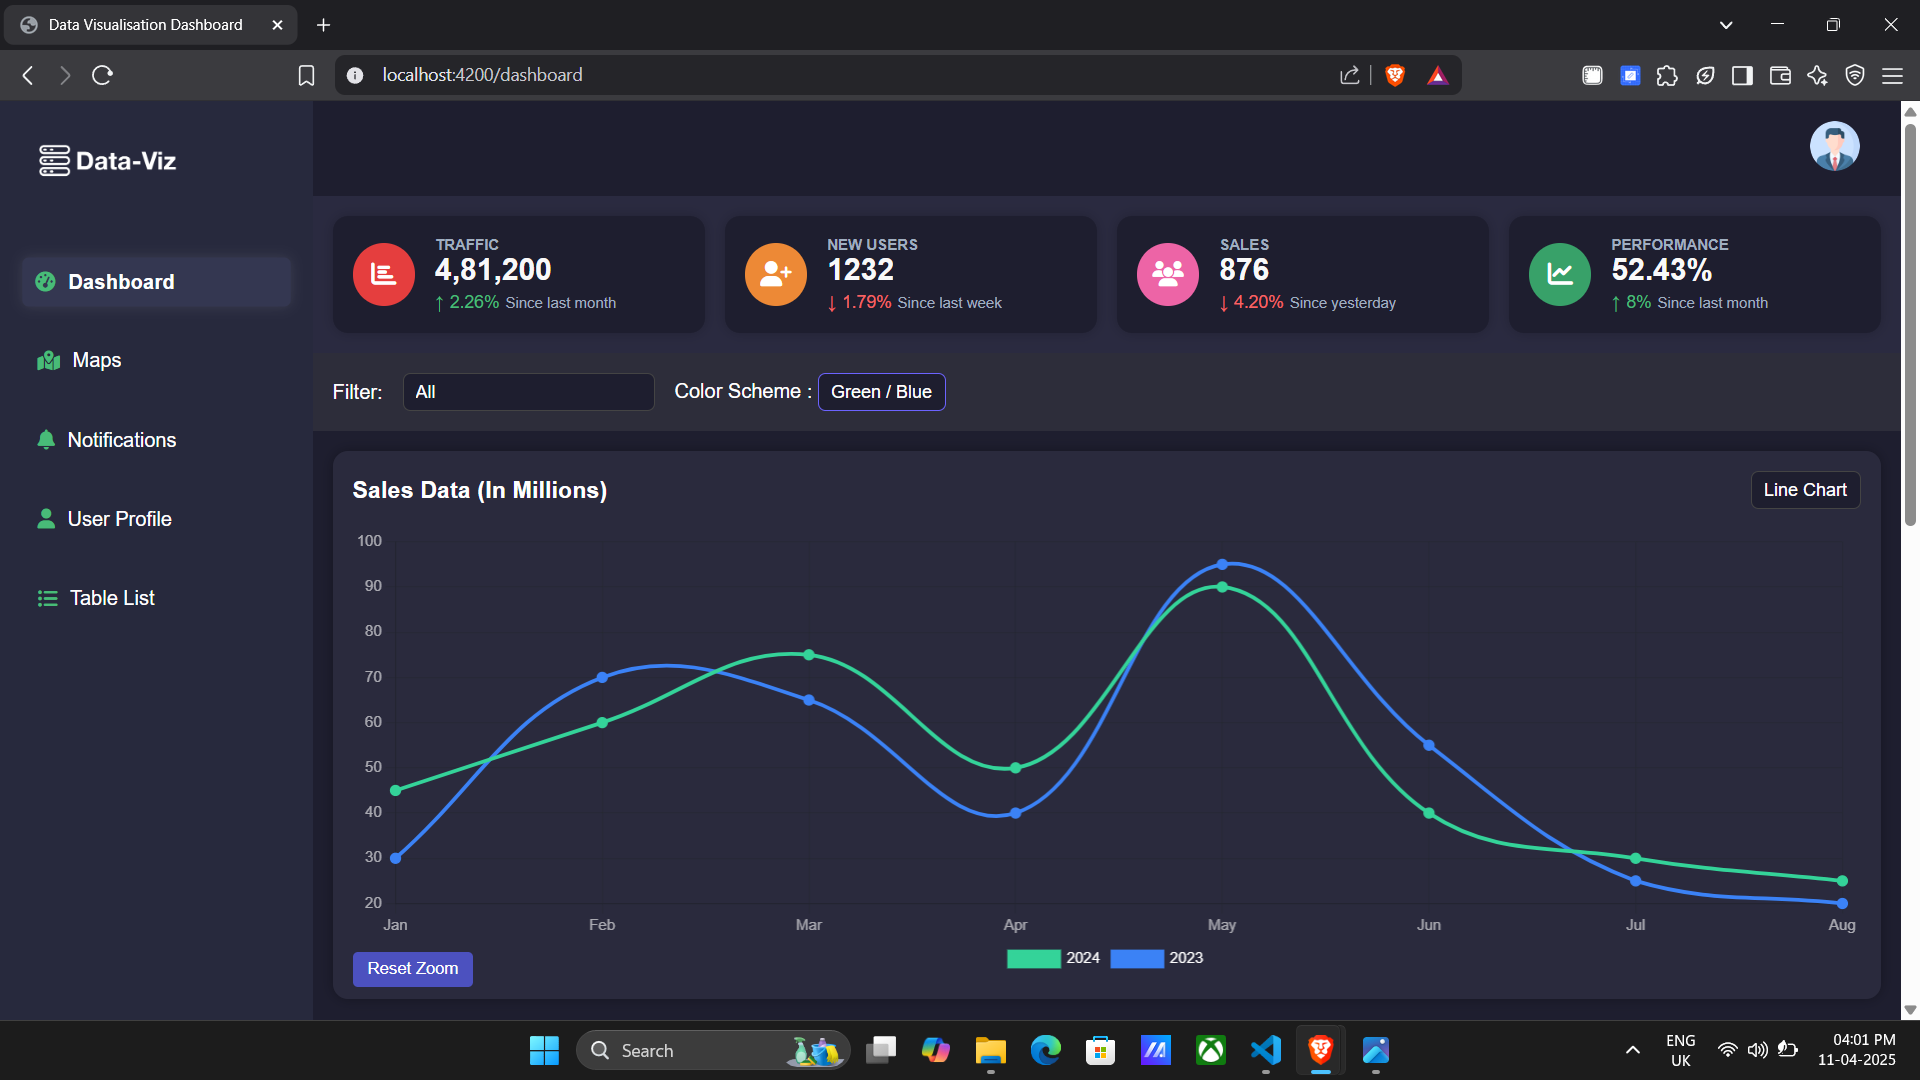 Data Visualisation Dashboard
localhost:4200/dashboard
Data-Viz
Dashboard
Maps
Notifications
User Profile
Table List
TRAFFIC
4,81,200
↑ 2.26% Since last month
NEW USERS
1232
↓ 1.79% Since last week
SALES
876
↓ 4.20% Since yesterday
PERFORMANCE
52.43%
↑ 8% Since last month
Filter: All Color Scheme : Green / Blue
Sales Data (In Millions)
Line Chart
100
90
80
70
60
50
40
30
20
Jan Feb Mar Apr May Jun Jul Aug
2024 2023
Reset Zoom
Search
ENG
UK
04:01 PM
11-04-2025